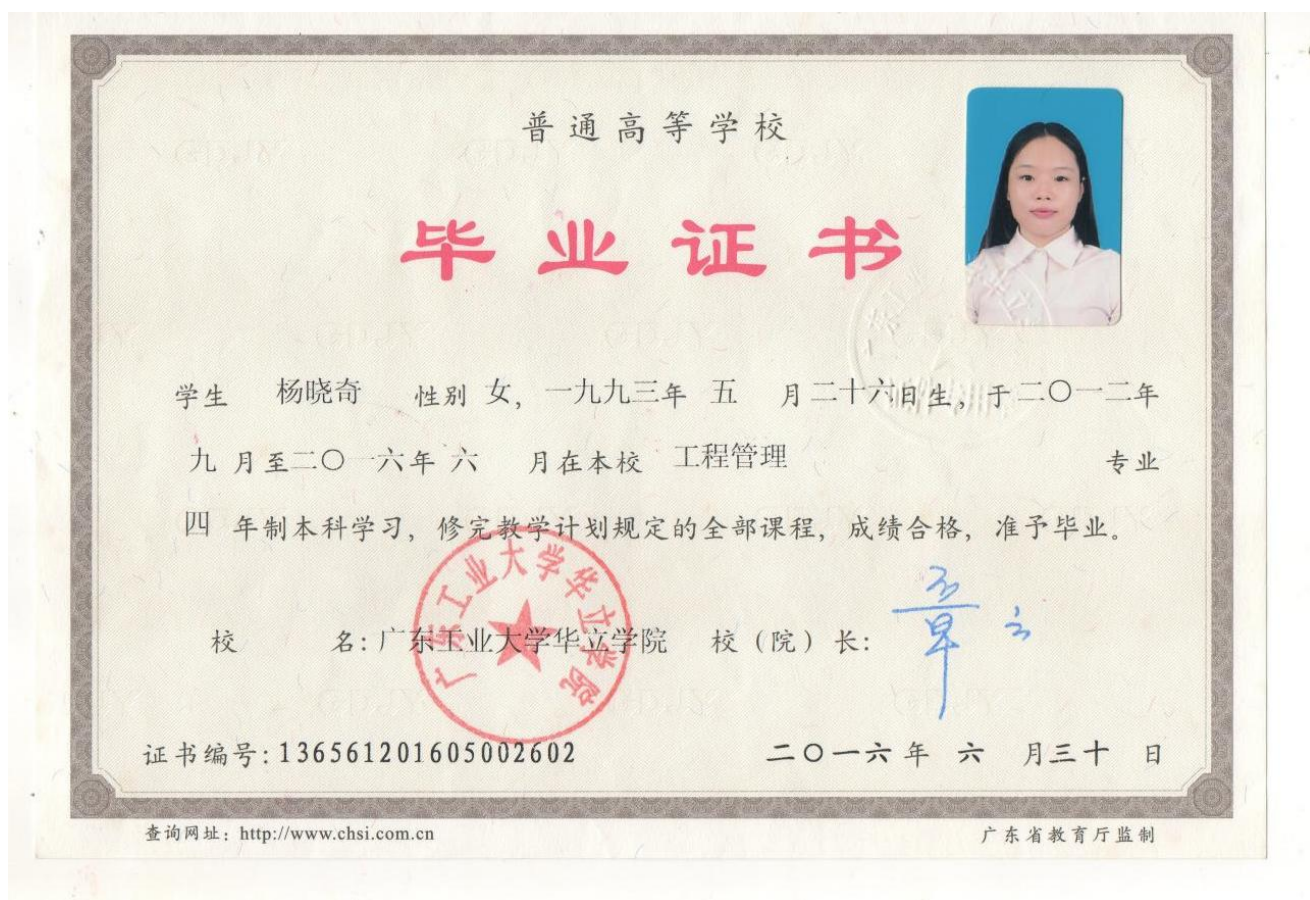 普通高等学校
毕业证书
学生 杨晓奇 性别 女，一九九三年 五 月二十六日生，于二〇一二年
九 月至二〇一六年 六 月在本校 工程管理 专业
四 年制本科学习，修完教学计划规定的全部课程，成绩合格，准予毕业。
广东工业大学华立学院
校 名：广东工业大学华立学院 校（院）长：
证书编号：136561201605002602 二〇一六年 六 月三十 日
查询网址：http://www.chsi.com.cn 广东省教育厅监制